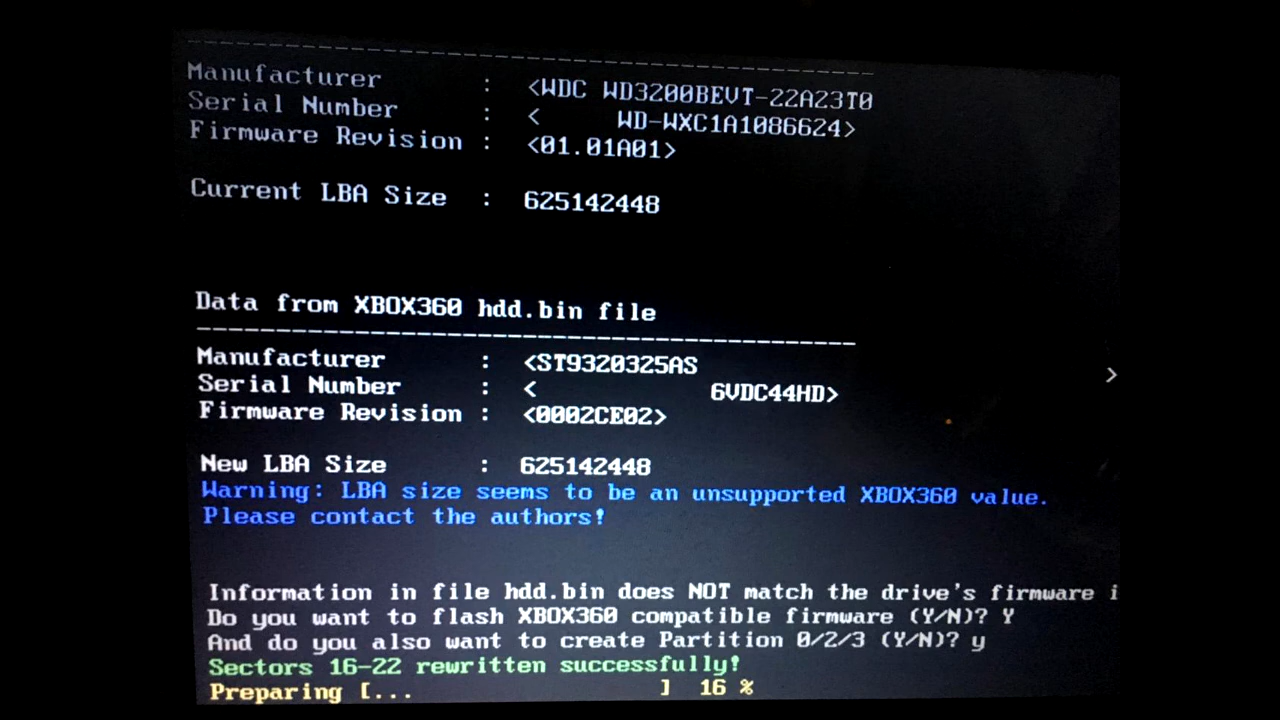 ------------------------------------------------------------
Manufacturer : <WDC WD3200BEVT-22A23T0
Serial Number : < WD-WXC1A1086624>
Firmware Revision : <01.01A01>
Current LBA Size : 625142448
Data from XBOX360 hdd.bin file
------------------------------------------------------------
Manufacturer : <ST9320325AS >
Serial Number : < 6VDC44HD>
Firmware Revision : <0002CE02>
New LBA Size : 625142448
Warning: LBA size seems to be an unsupported XBOX360 value.
Please contact the authors!
Information in file hdd.bin does NOT match the drive's firmware i
Do you want to flash XBOX360 compatible firmware (Y/N)? Y
And do you also want to create Partition 0/2/3 (Y/N)? y
Sectors 16-22 rewritten successfully!
Preparing [... ] 16 %